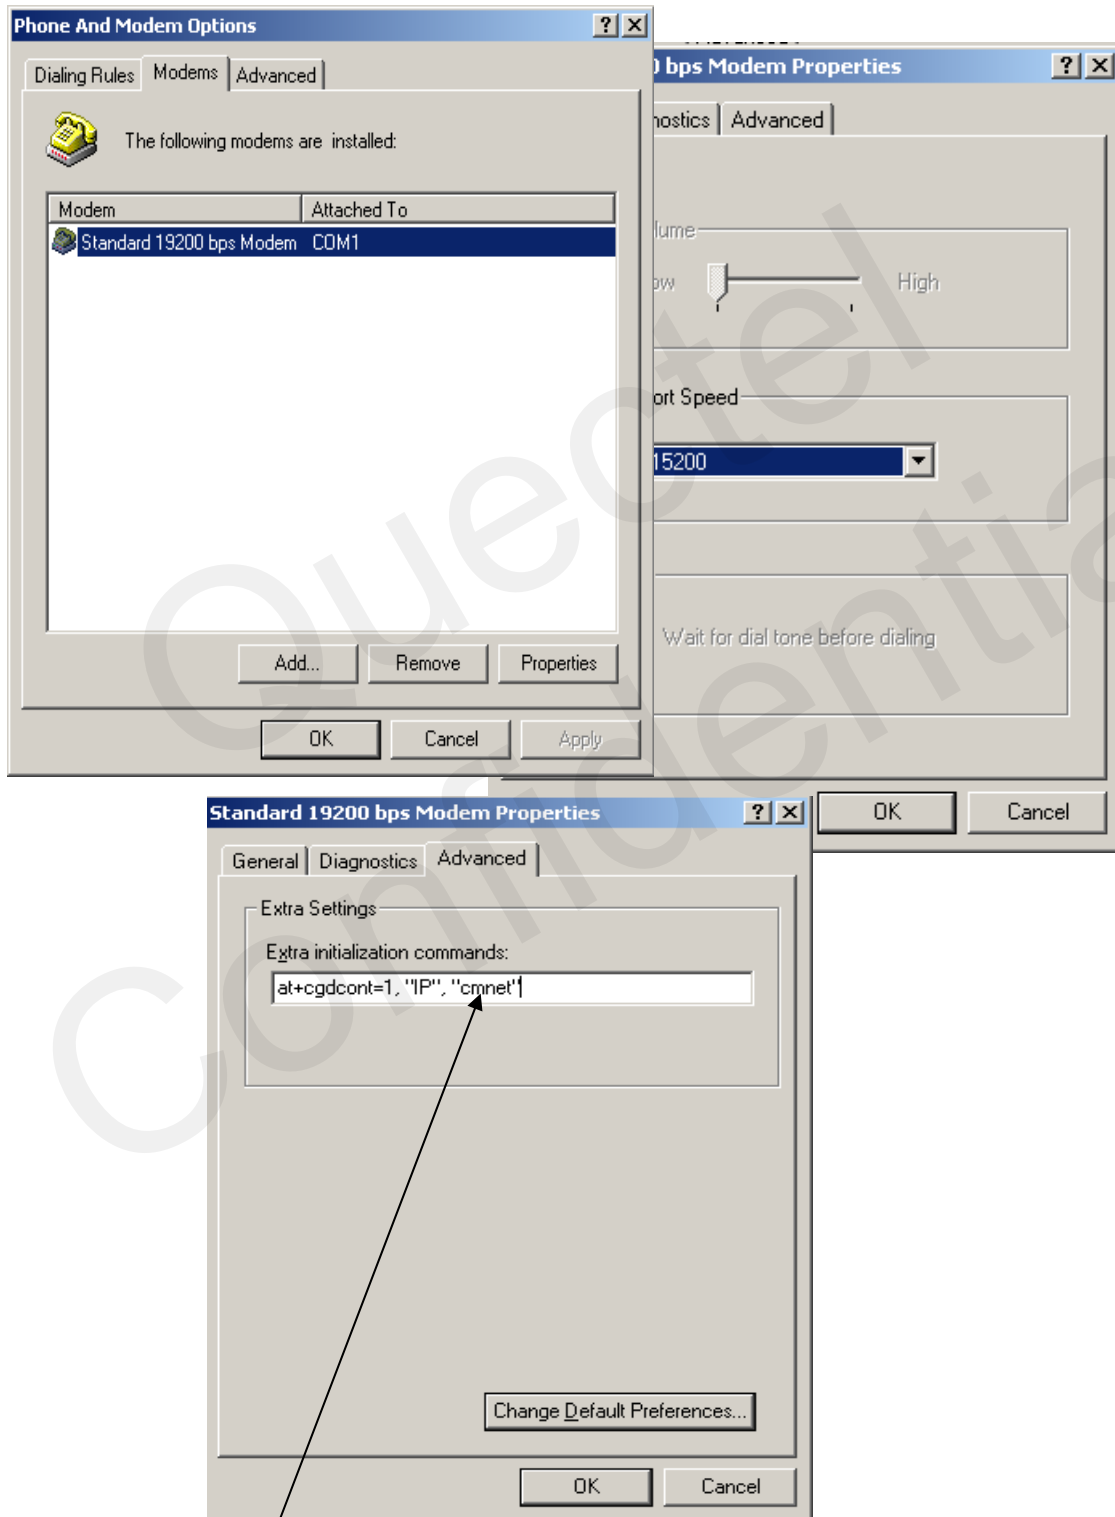 Phone And Modem Options
Dialing Rules Modems Advanced
The following modems are installed:
Modem Attached To
Standard 19200 bps Modem COM1
Add... Remove Properties
OK Cancel Apply
bps Modem Properties
nostics Advanced
lume
ow High
ort Speed
15200
Wait for dial tone before dialing
OK Cancel
Standard 19200 bps Modem Properties
General Diagnostics Advanced
Extra Settings
Extra initialization commands:
at+cgdcont=1, "IP", "cmnet"
Change Default Preferences...
OK Cancel
Quectel
Confidentia